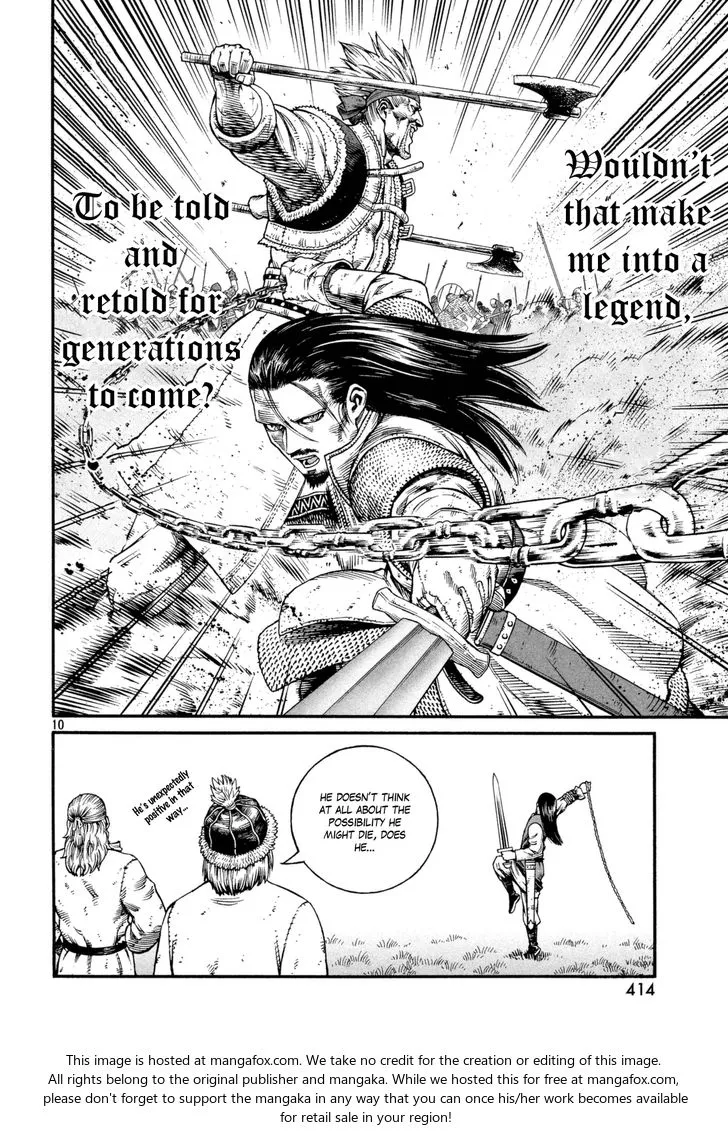 Wouldn't
that make
me into a
legend,
To be told
and
retold for
generations
to come?
10
He's unexpectedly
positive in that
way...
HE DOESN'T THINK
AT ALL ABOUT THE
POSSIBILITY HE
MIGHT DIE, DOES
HE...
414
This image is hosted at mangafox.com. We take no credit for the creation or editing of this image.
All rights belong to the original publisher and mangaka. While we hosted this for free at mangafox.com,
please don't forget to support the mangaka in any way that you can once his/her work becomes available
for retail sale in your region!